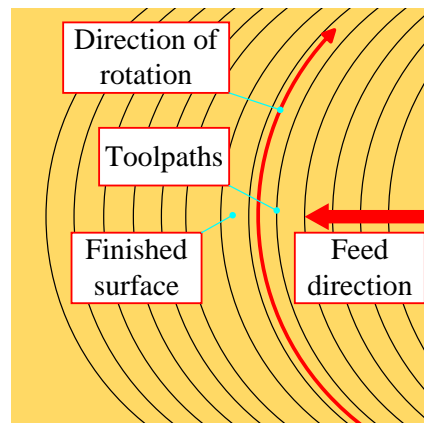 Direction of
rotation
Toolpaths
Finished
surface
Feed
direction